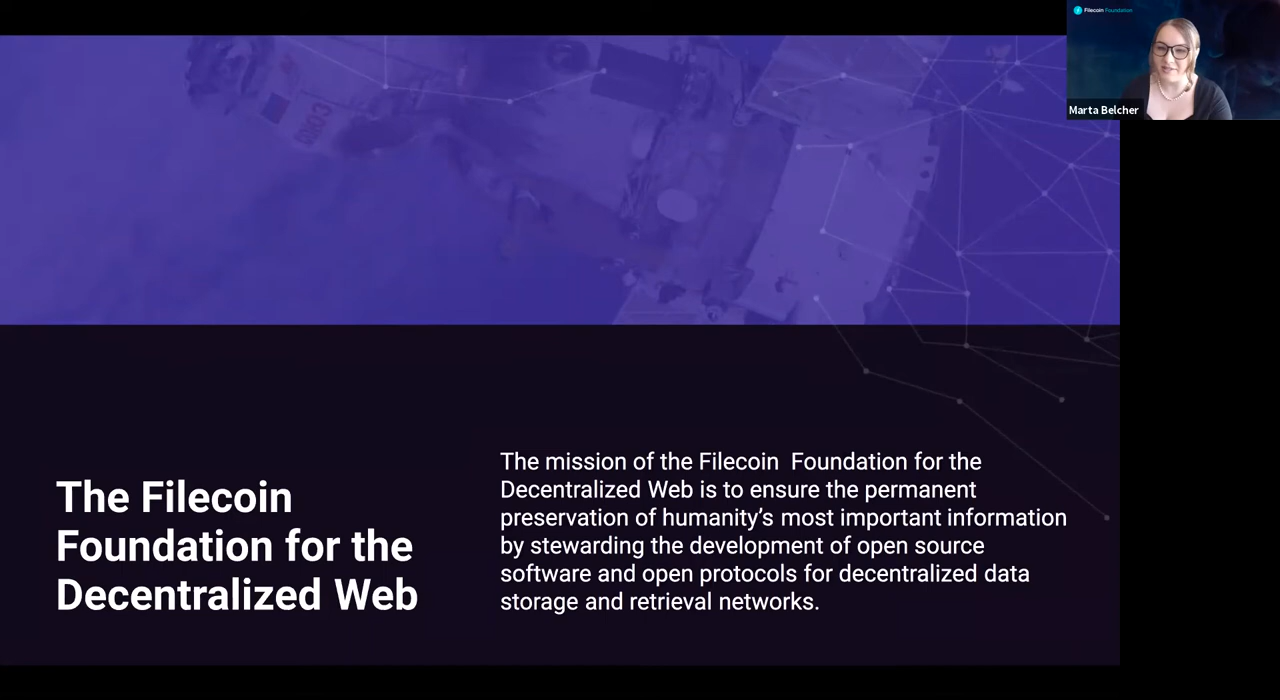 Filecoin Foundation
Marta Belcher
The Filecoin
Foundation for the
Decentralized Web
The mission of the Filecoin  Foundation for the
Decentralized Web is to ensure the permanent
preservation of humanity’s most important information
by stewarding the development of open source
software and open protocols for decentralized data
storage and retrieval networks.